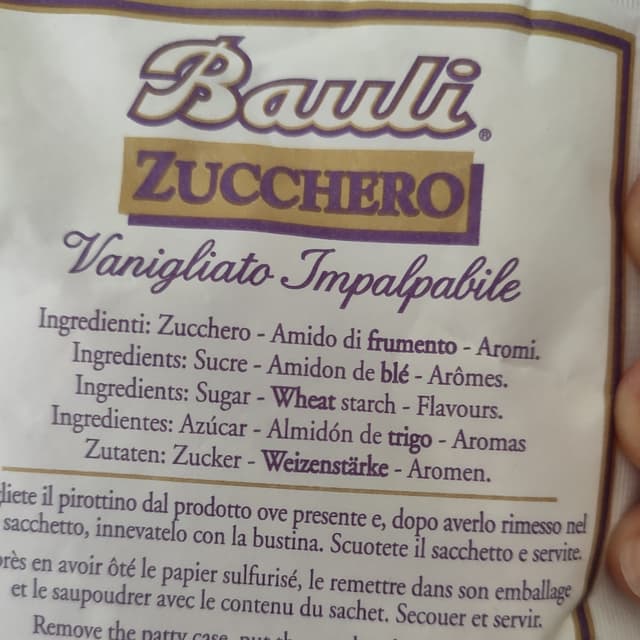 Bauli®
ZUCCHERO
Vanigliato Impalpabile
Ingredienti: Zucchero - Amido di frumento - Aromi.
Ingredients: Sucre - Amidon de blé - Arômes.
Ingredients: Sugar - Wheat starch - Flavours.
Ingredientes: Azúcar - Almidón de trigo - Aromas
Zutaten: Zucker - Weizenstärke - Aromen.
il pirottino dal prodotto ove presente e, dopo averlo rimesso nel
sacchetto, innevatelo con la bustina. Scuotete il sacchetto e servite.
en avoir ôté le papier sulfurisé, le remettre dans son emballage
et le saupoudrer avec le contenu du sachet. Secouer et servir.
Remove the patty case, put